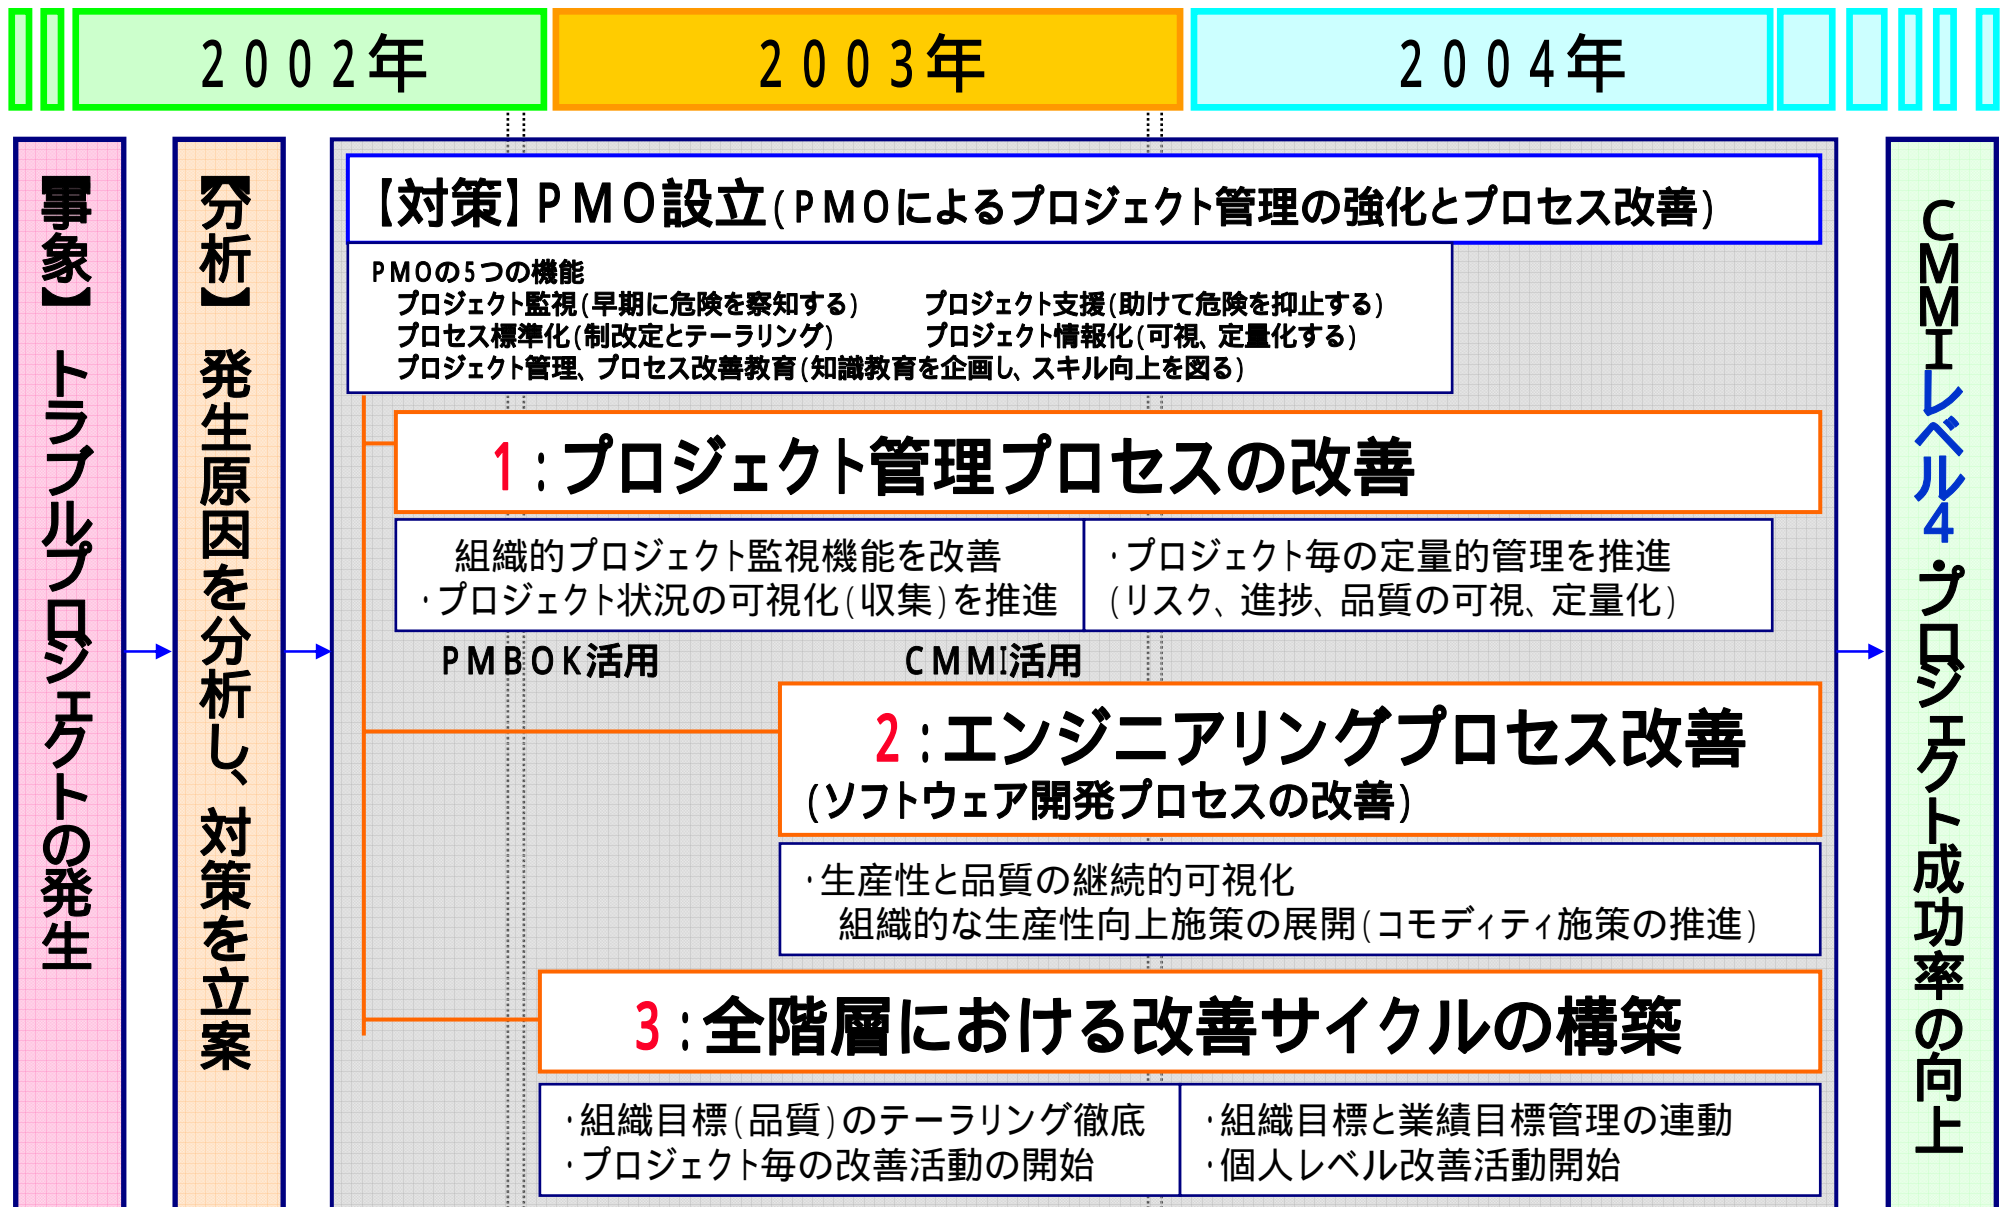 2002年
2003年
2004年
【事象】 トラブルプロジェクトの発生
【分析】 発生原因を分析し、対策を立案
【対策】PMO設立(PMOによるプロジェクト管理の強化とプロセス改善)
PMOの5つの機能
プロジェクト監視(早期に危険を察知する) プロジェクト支援(助けて危険を抑止する)
プロセス標準化(制改定とテーラリング) プロジェクト情報化(可視、定量化する)
プロジェクト管理、プロセス改善教育(知識教育を企画し、スキル向上を図る)
1:プロジェクト管理プロセスの改善
組織的プロジェクト監視機能を改善
・プロジェクト状況の可視化(収集)を推進
・プロジェクト毎の定量的管理を推進
(リスク、進捗、品質の可視、定量化)
PMBOK活用
CMMI活用
2:エンジニアリングプロセス改善
(ソフトウェア開発プロセスの改善)
・生産性と品質の継続的可視化
組織的な生産性向上施策の展開(コモディティ施策の推進)
3:全階層における改善サイクルの構築
・組織目標(品質)のテーラリング徹底
・プロジェクト毎の改善活動の開始
・組織目標と業績目標管理の連動
・個人レベル改善活動開始
CMMIレベル4・プロジェクト成功率の向上